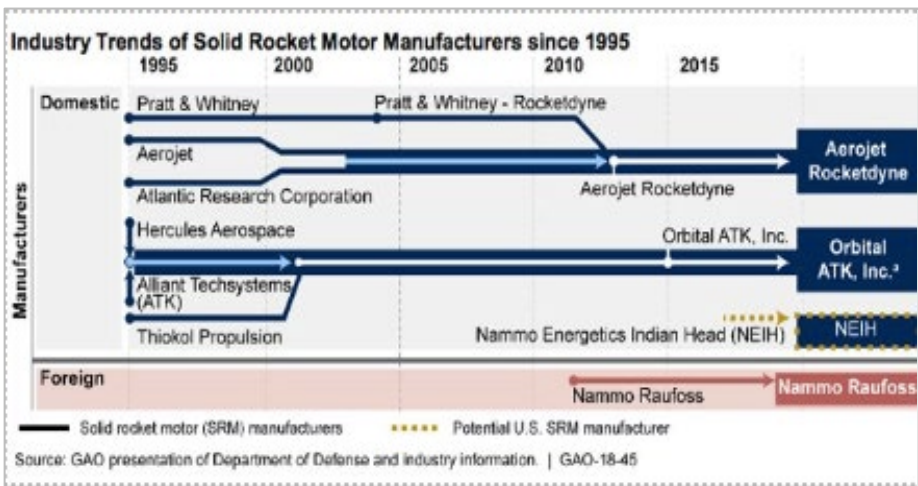 Industry Trends of Solid Rocket Motor Manufacturers since 1995
1995 2000 2005 2010 2015
Manufacturers
Domestic
Pratt & Whitney
Pratt & Whitney - Rocketdyne
Aerojet
Aerojet Rocketdyne
Atlantic Research Corporation
Aerojet
Rocketdyne
Hercules Aerospace
Orbital ATK, Inc.
Alliant Techsystems
(ATK)
Orbital
ATK, Inc.ª
Thiokol Propulsion
Nammo Energetics Indian Head (NEIH)
NEIH
Foreign
Nammo Raufoss
Nammo Raufoss
Solid rocket motor (SRM) manufacturers
Potential U.S. SRM manufacturer
Source: GAO presentation of Department of Defense and industry information. | GAO-18-45